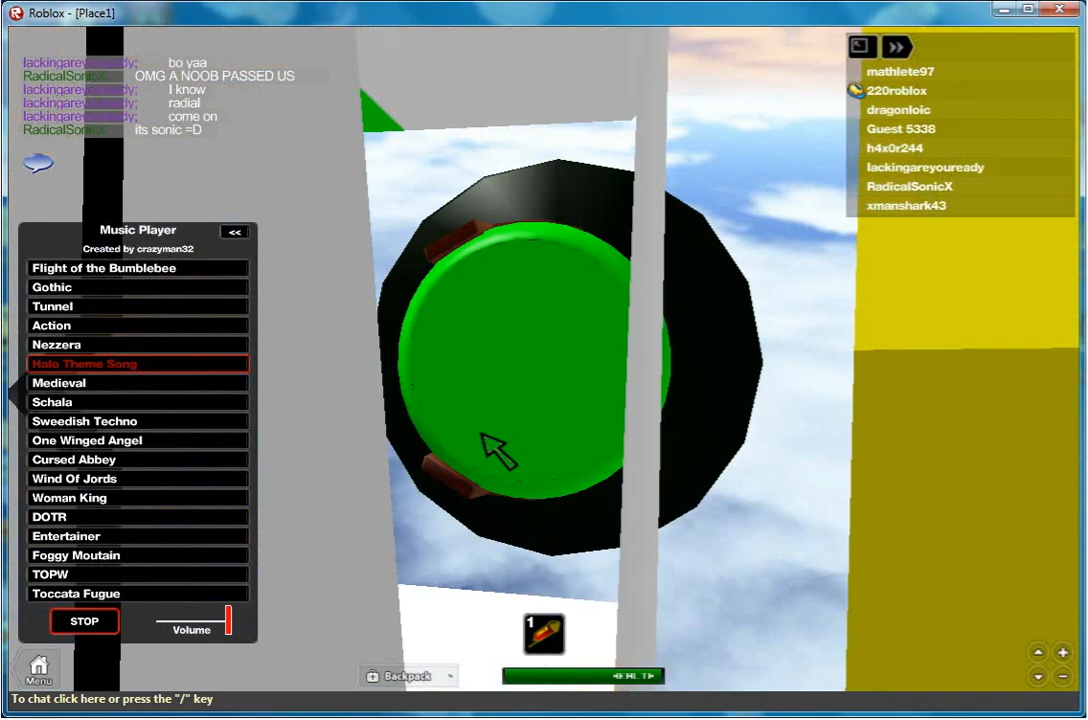 Roblox - [Place1]
lackingareyouready; bo yaa
RadicalSonicX OMG A NOOB PASSED US
lackingareyouready; I know
lackingareyouready; radial
lackingareyouready; come on
RadicalSonicX its sonic =D
mathlete97
220roblox
dragonloic
Guest 5338
h4x0r244
lackingareyouready
RadicalSonicX
xmanshark43
Music Player
<<
Created by crazyman32
Flight of the Bumblebee
Gothic
Tunnel
Action
Nezzera
Halo Theme Song
Medieval
Schala
Sweedish Techno
One Winged Angel
Cursed Abbey
Wind Of Jords
Woman King
DOTR
Entertainer
Foggy Moutain
TOPW
Toccata Fugue
STOP
Volume
1
Menu
Backpack
HEALTH
To chat click here or press the "/" key